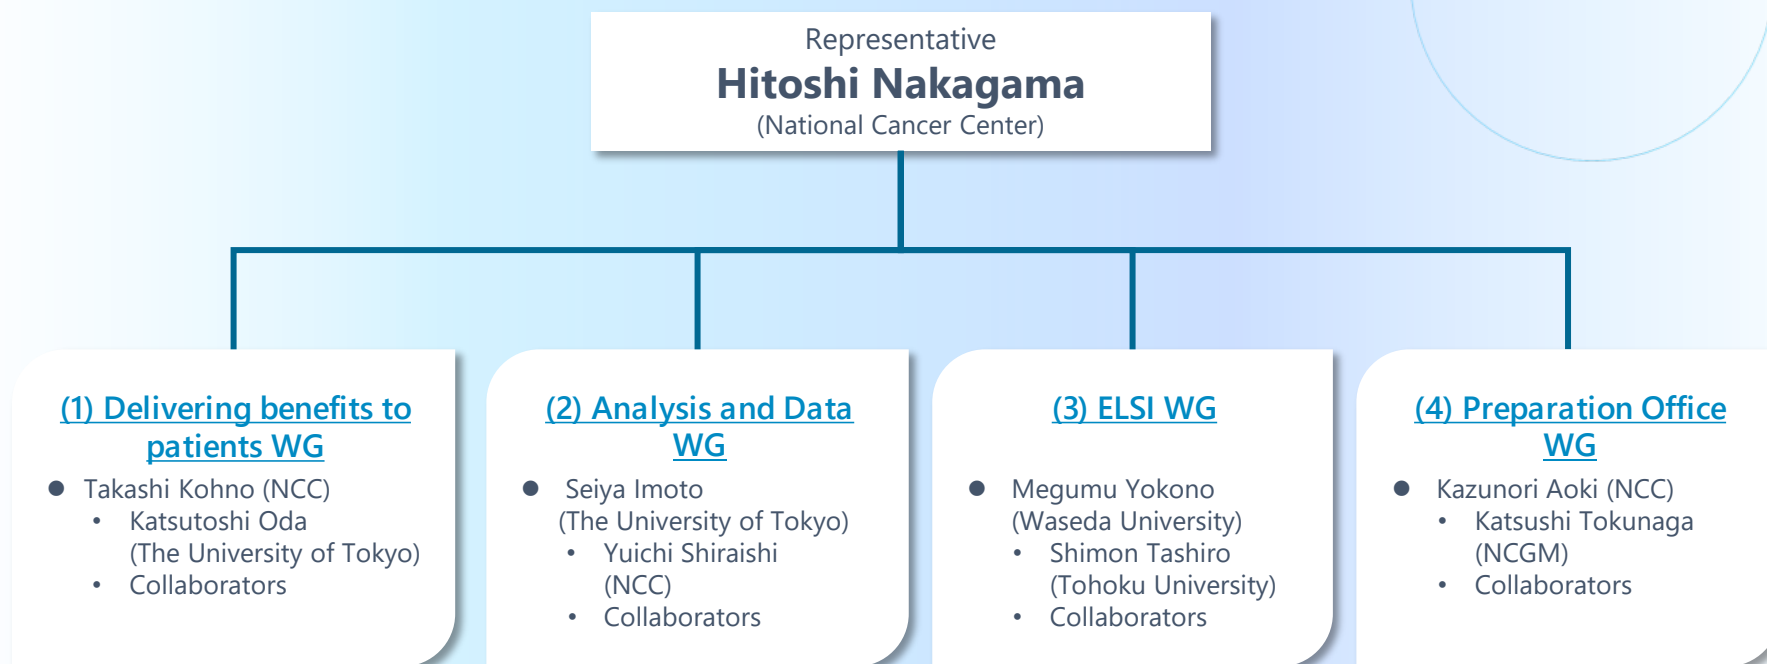 Representative
Hitoshi Nakagama
(National Cancer Center)
(1) Delivering benefits to
patients WG
● Takashi Kohno (NCC)
• Katsutoshi Oda
(The University of Tokyo)
• Collaborators
(2) Analysis and Data
WG
● Seiya Imoto
(The University of Tokyo)
• Yuichi Shiraishi
(NCC)
• Collaborators
(3) ELSI WG
● Megumu Yokono
(Waseda University)
• Shimon Tashiro
(Tohoku University)
• Collaborators
(4) Preparation Office
WG
● Kazunori Aoki (NCC)
• Katsushi Tokunaga
(NCGM)
• Collaborators